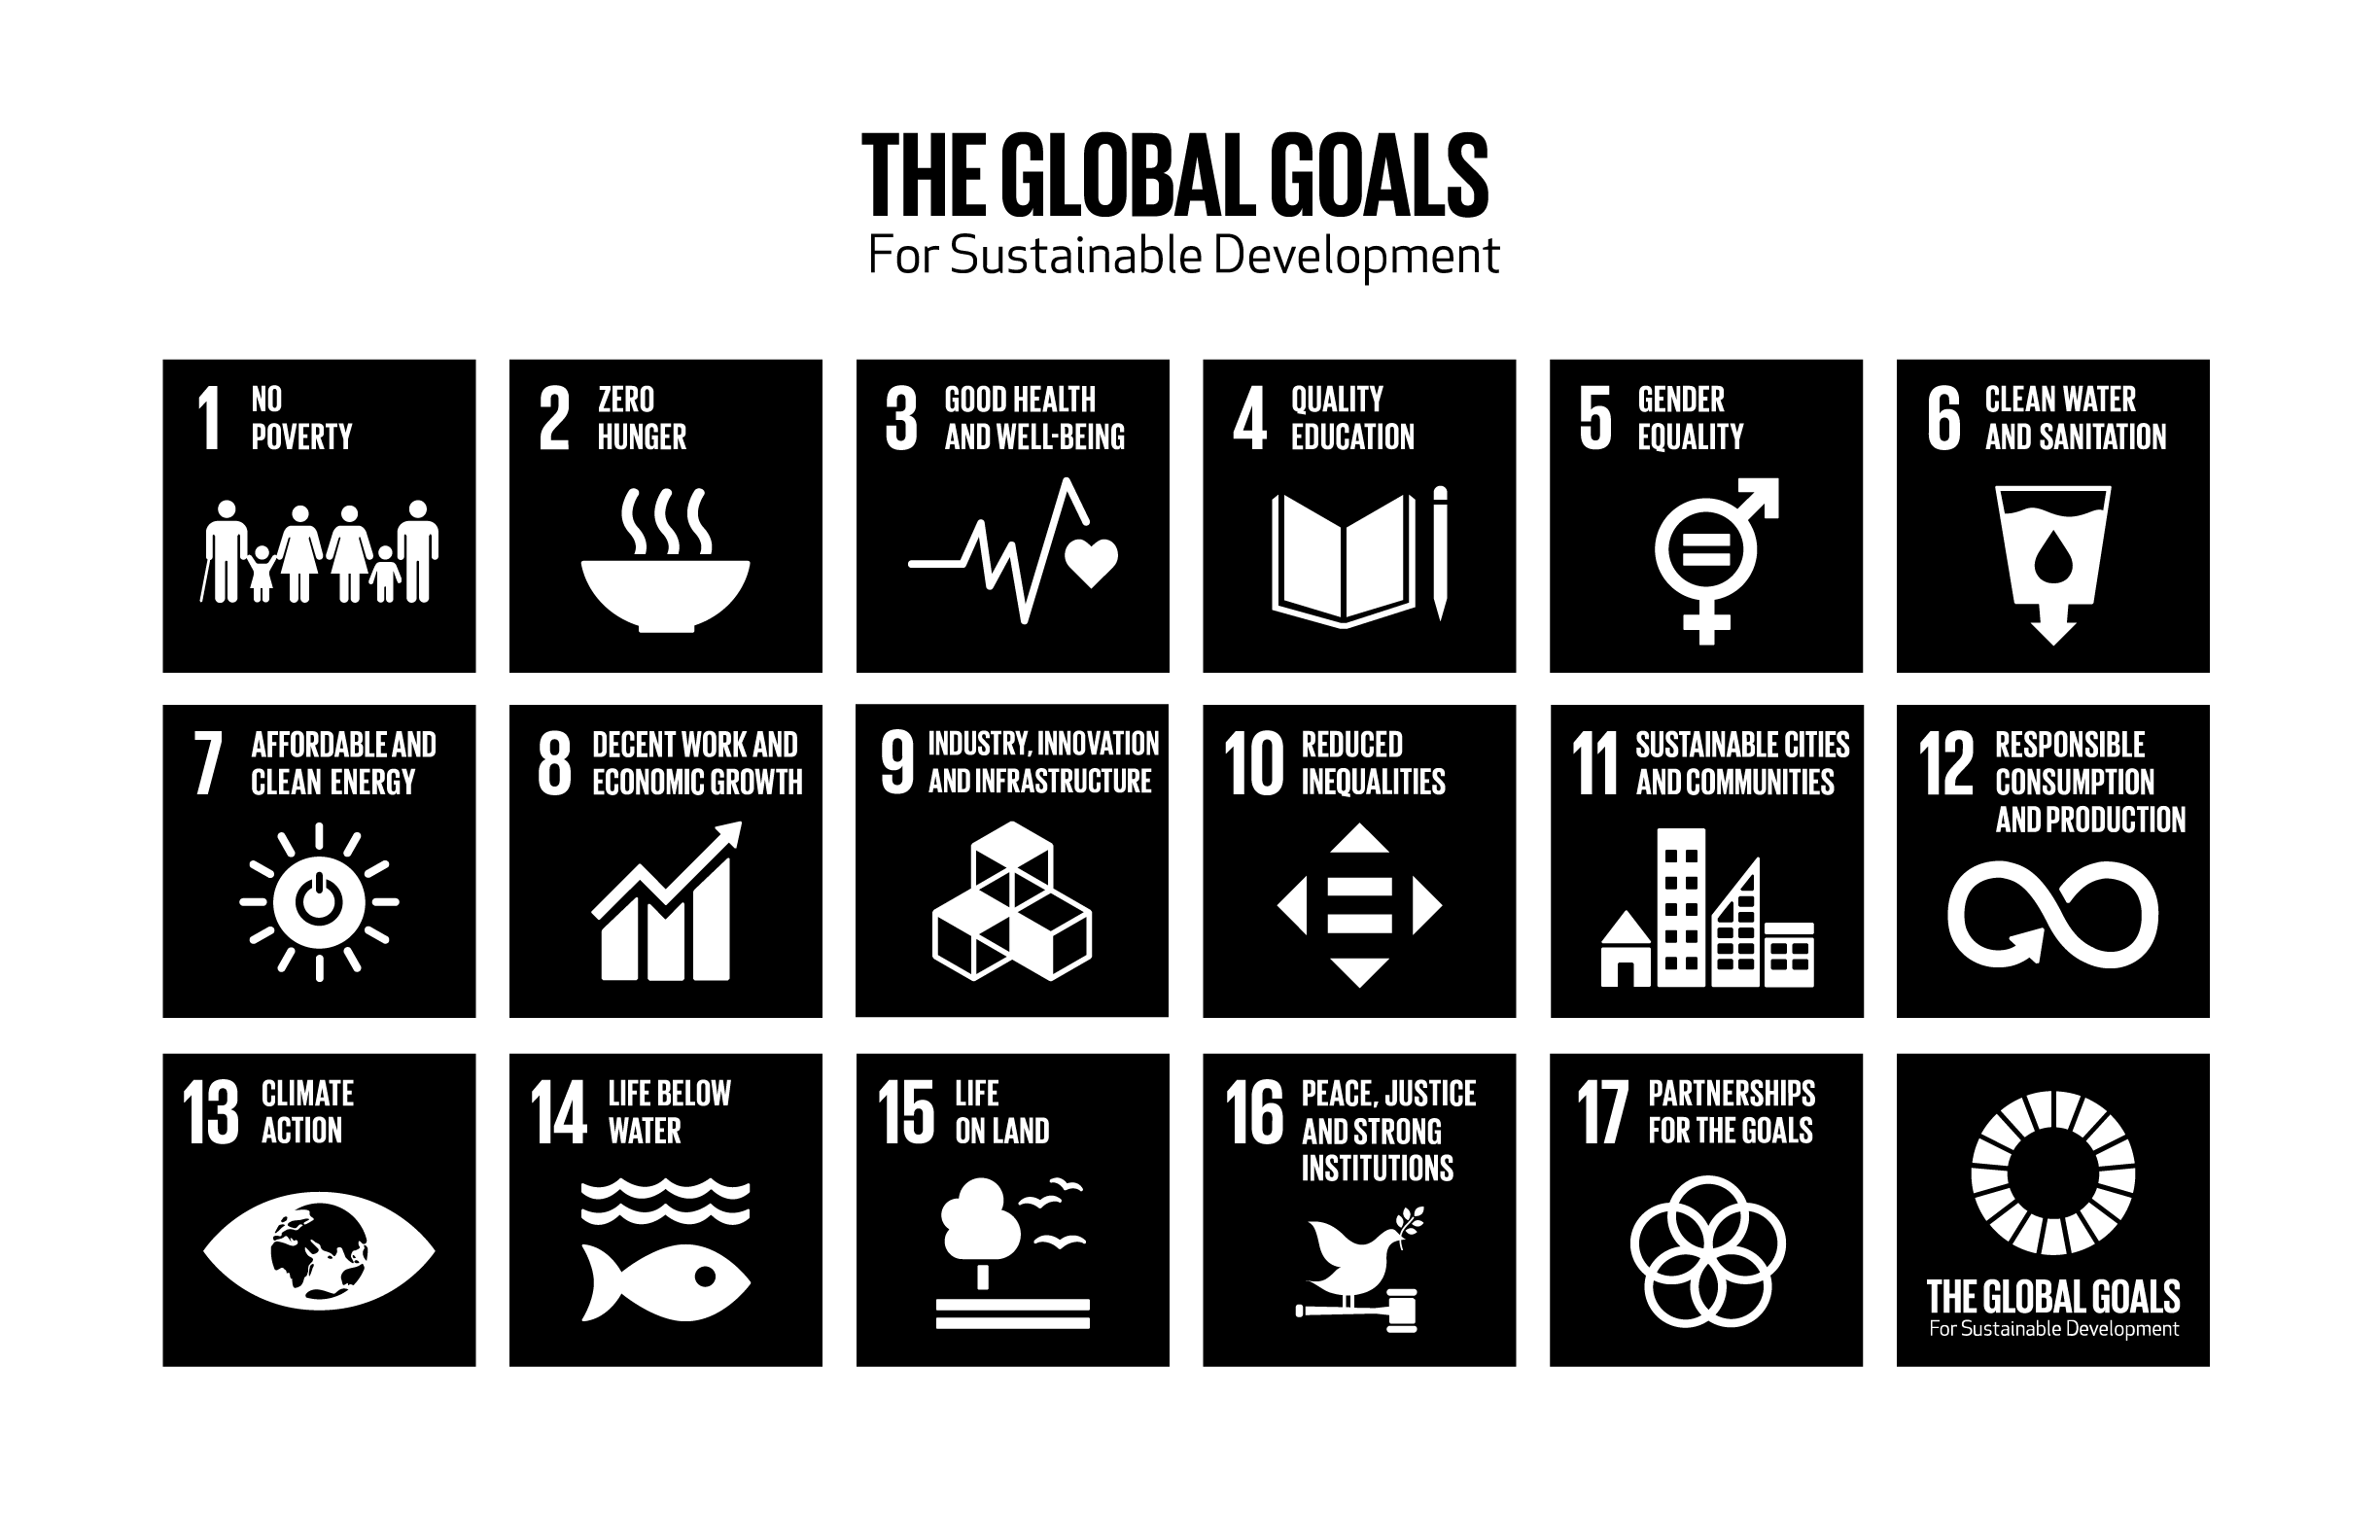 THE GLOBAL GOALS
For Sustainable Development
1 NO
POVERTY
2 ZERO
HUNGER
3 GOOD HEALTH
AND WELL-BEING
4 QUALITY
EDUCATION
5 GENDER
EQUALITY
6 CLEAN WATER
AND SANITATION
7 AFFORDABLE AND
CLEAN ENERGY
8 DECENT WORK AND
ECONOMIC GROWTH
9 INDUSTRY, INNOVATION
AND INFRASTRUCTURE
10 REDUCED
INEQUALITIES
11 SUSTAINABLE CITIES
AND COMMUNITIES
12 RESPONSIBLE
CONSUMPTION
AND PRODUCTION
13 CLIMATE
ACTION
14 LIFE BELOW
WATER
15 LIFE
ON LAND
16 PEACE, JUSTICE
AND STRONG
INSTITUTIONS
17 PARTNERSHIPS
FOR THE GOALS
THE GLOBAL GOALS
For Sustainable Development